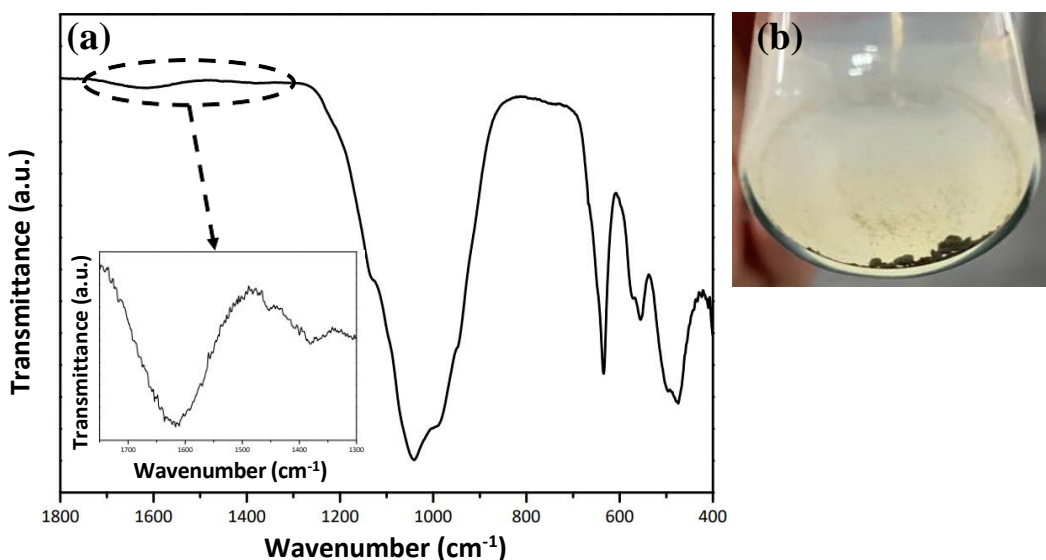 (a)
Transmittance (a.u.)
1800 1600 1400 1200 1000 800 600 400
Wavenumber (cm⁻¹)
Transmittance (a.u.)
1700 1600 1500 1400 1300
Wavenumber (cm⁻¹)
(b)